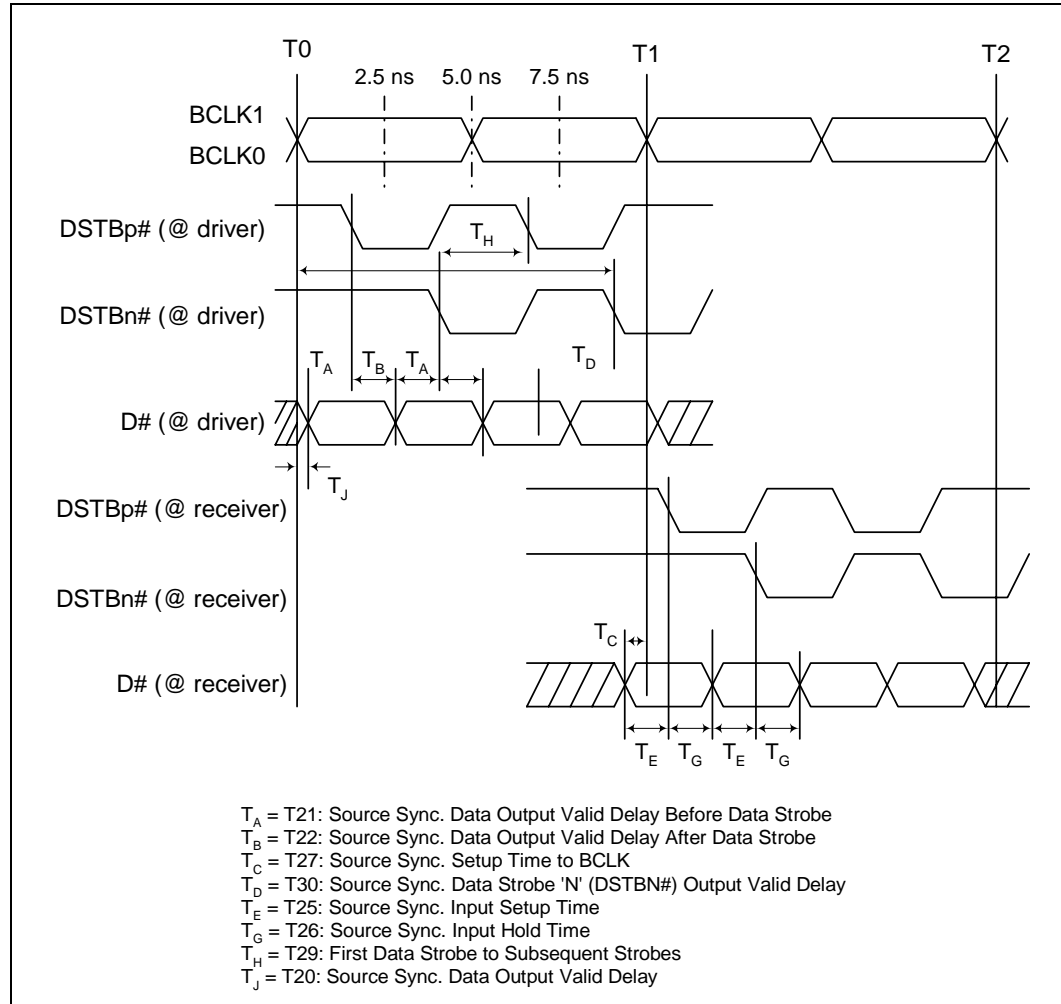 T0 T1 T2
2.5 ns 5.0 ns 7.5 ns
BCLK1
BCLK0
DSTBp# (@ driver)
TH
DSTBn# (@ driver)
TA TB TA TD
D# (@ driver)
TJ
DSTBp# (@ receiver)
DSTBn# (@ receiver)
TC
D# (@ receiver)
TE TG TE TG
TA = T21: Source Sync. Data Output Valid Delay Before Data Strobe
TB = T22: Source Sync. Data Output Valid Delay After Data Strobe
TC = T27: Source Sync. Setup Time to BCLK
TD = T30: Source Sync. Data Strobe 'N' (DSTBN#) Output Valid Delay
TE = T25: Source Sync. Input Setup Time
TG = T26: Source Sync. Input Hold Time
TH = T29: First Data Strobe to Subsequent Strobes
TJ = T20: Source Sync. Data Output Valid Delay